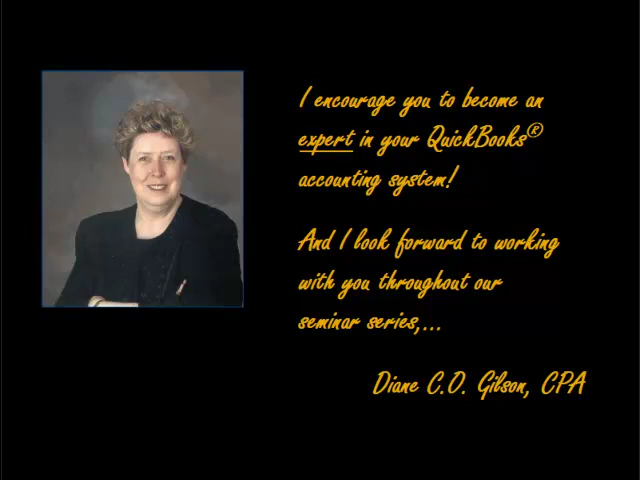 I encourage you to become an
expert in your QuickBooks®
accounting system!
And I look forward to working
with you throughout our
seminar series,...
Diane C.O. Gilson, CPA